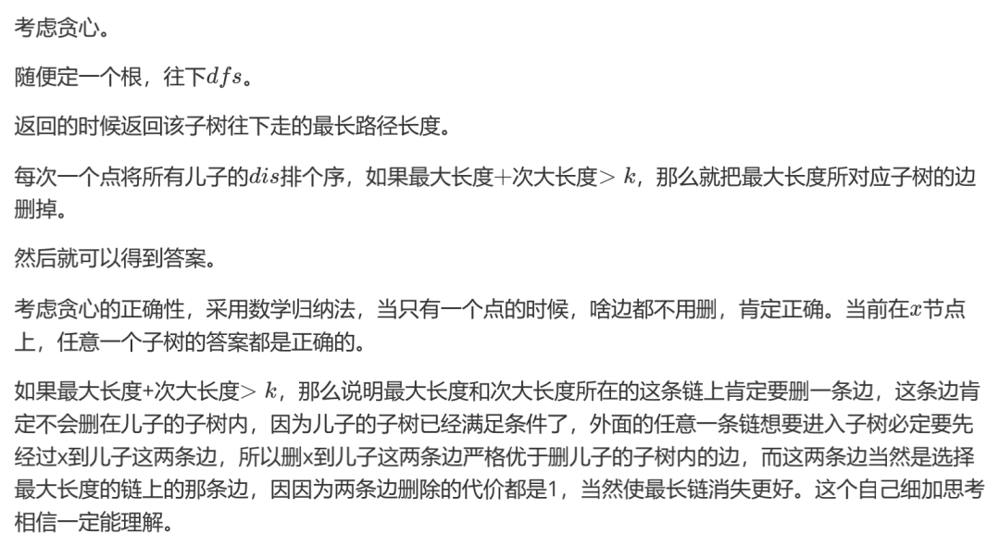 考虑贪心。
随便定一个根，往下dfs。
返回的时候返回该子树往下走的最长路径长度。
每次一个点将所有儿子的dis排个序，如果最大长度+次大长度> k，那么就把最大长度所对应子树的边
删掉。
然后就可以得到答案。
考虑贪心的正确性，采用数学归纳法，当只有一个点的时候，啥边都不用删，肯定正确。当前在x节点
上，任意一个子树的答案都是正确的。
如果最大长度+次大长度> k，那么说明最大长度和次大长度所在的这条链上肯定要删一条边，这条边肯
定不会删在儿子的子树内，因为儿子的子树已经满足条件了，外面的任意一条链想要进入子树必定要先
经过x到儿子这两条边，所以删x到儿子这两条边严格优于删儿子的子树内的边，而这两条边当然是选择
最大长度的链上的那条边，因因为两条边删除的代价都是1，当然使最长链消失更好。这个自己细加思考
相信一定能理解。